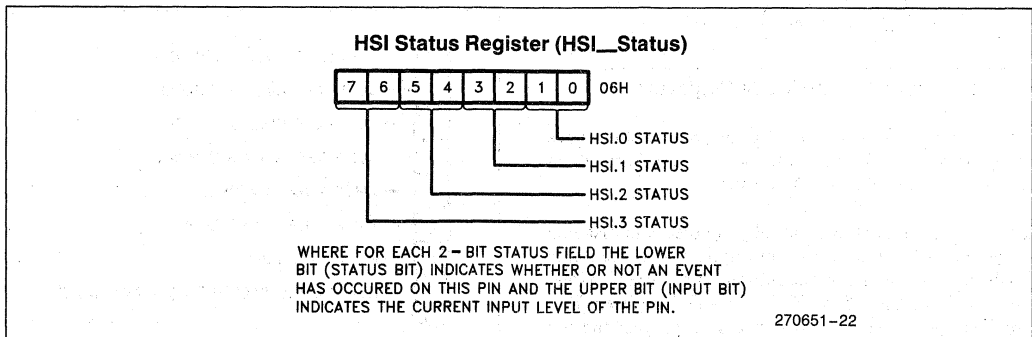 HSI Status Register (HSI__Status)
7 6 5 4 3 2 1 0 06H
HSI.0 STATUS
HSI.1 STATUS
HSI.2 STATUS
HSI.3 STATUS
WHERE FOR EACH 2-BIT STATUS FIELD THE LOWER
BIT (STATUS BIT) INDICATES WHETHER OR NOT AN EVENT
HAS OCCURED ON THIS PIN AND THE UPPER BIT (INPUT BIT)
INDICATES THE CURRENT INPUT LEVEL OF THE PIN.
270651-22